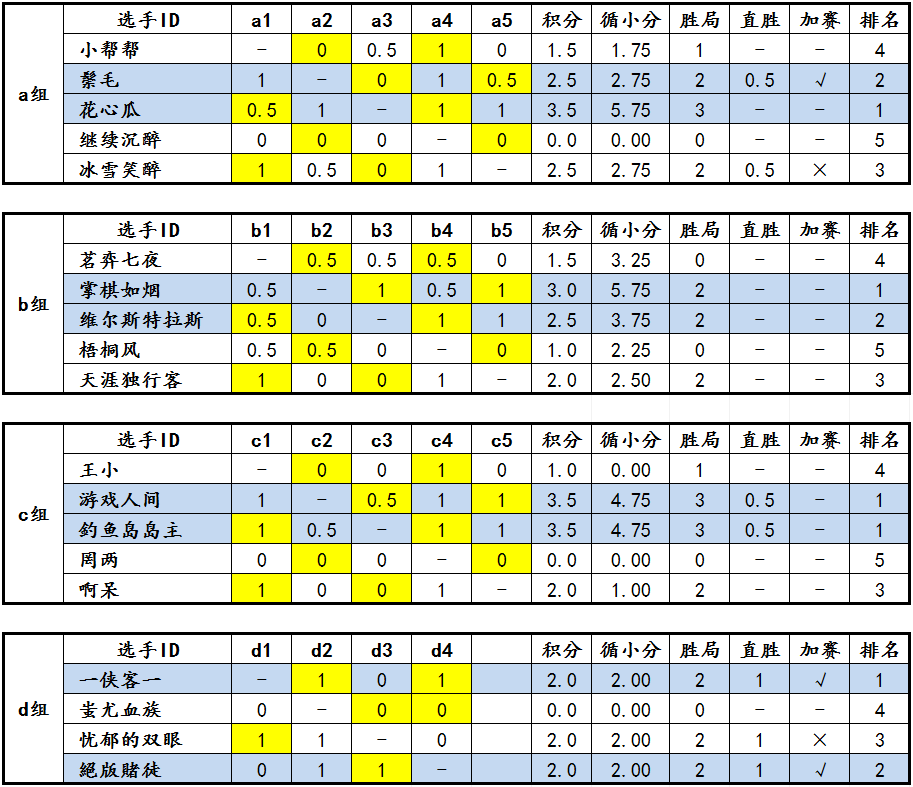 选手ID a1 a2 a3 a4 a5 积分 循小分 胜局 直胜 加赛 排名
小帮帮 - 0 0.5 1 0 1.5 1.75 1 - - 4
鬃毛 1 - 0 1 0.5 2.5 2.75 2 0.5 √ 2
a组
花心瓜 0.5 1 - 1 1 3.5 5.75 3 - - 1
继续沉醉 0 0 0 - 0 0.0 0.00 0 - - 5
冰雪笑醉 1 0.5 0 1 - 2.5 2.75 2 0.5 × 3
选手ID b1 b2 b3 b4 b5 积分 循小分 胜局 直胜 加赛 排名
茗弈七夜 - 0.5 0.5 0.5 0 1.5 3.25 0 - - 4
掌棋如烟 0.5 - 1 0.5 1 3.0 5.75 2 - - 1
b组
维尔斯特拉斯 0.5 0 - 1 1 2.5 3.75 2 - - 2
梧桐风 0.5 0.5 0 - 0 1.0 2.25 0 - - 5
天涯独行客 1 0 0 1 - 2.0 2.50 2 - - 3
选手ID c1 c2 c3 c4 c5 积分 循小分 胜局 直胜 加赛 排名
王小 - 0 0 1 0 1.0 0.00 1 - - 4
游戏人间 1 - 0.5 1 1 3.5 4.75 3 0.5 - 1
c组
釣鱼島島主 1 0.5 - 1 1 3.5 4.75 3 0.5 - 1
罔两 0 0 0 - 0 0.0 0.00 0 - - 5
啊呆 1 0 0 1 - 2.0 1.00 2 - - 3
选手ID d1 d2 d3 d4 积分 循小分 胜局 直胜 加赛 排名
一侠客一 - 1 0 1 2.0 2.00 2 1 √ 1
d组
蚩尤血族 0 - 0 0 0.0 0.00 0 - - 4
忧郁的双眼 1 1 - 0 2.0 2.00 2 1 × 3
絕版賭徒 0 1 1 - 2.0 2.00 2 1 √ 2